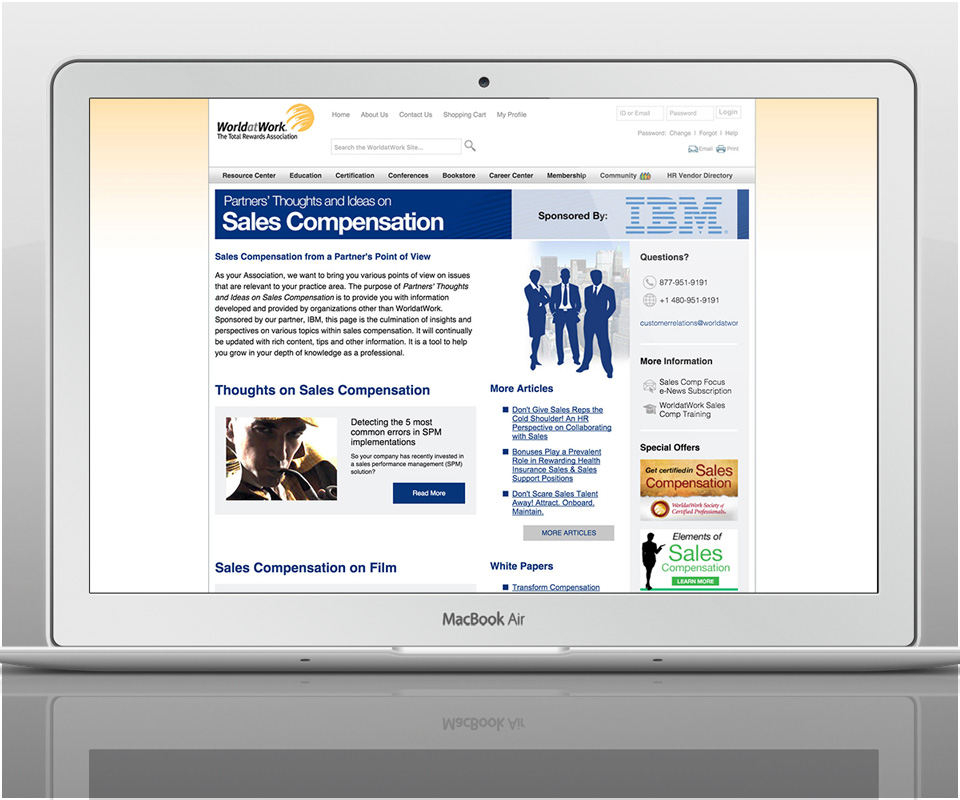 WorldatWork.
The Total Rewards Association
Home About Us Contact Us Shopping Cart My Profile
ID or Email Password Login
Password: Change | Forgot | Help
Search the WorldatWork Site...
Email Print
Resource Center Education Certification Conferences Bookstore Career Center Membership Community HR Vendor Directory
Partners' Thoughts and Ideas on
Sales Compensation
Sponsored By: IBM
Sales Compensation from a Partner's Point of View
As your Association, we want to bring you various points of view on issues
that are relevant to your practice area. The purpose of Partners' Thoughts
and Ideas on Sales Compensation is to provide you with information
developed and provided by organizations other than WorldatWork.
Sponsored by our partner, IBM, this page is the culmination of insights and
perspectives on various topics within sales compensation. It will continually
be updated with rich content, tips and other information. It is a tool to help
you grow in your depth of knowledge as a professional.
Thoughts on Sales Compensation
Detecting the 5 most
common errors in SPM
implementations
So your company has recently invested in
a sales performance management (SPM)
solution?
Read More
Sales Compensation on Film
More Articles
Don't Give Sales Reps the
Cold Shoulder! An HR
Perspective on Collaborating
with Sales
Bonuses Play a Prevalent
Role in Rewarding Health
Insurance Sales & Sales
Support Positions
Don't Scare Sales Talent
Away! Attract, Onboard,
Maintain.
MORE ARTICLES
White Papers
Transform Compensation
Questions?
877-951-9191
+1 480-951-9191
customerrelations@worldatwor
More Information
Sales Comp Focus
e-News Subscription
WorldatWork Sales
Comp Training
Special Offers
Get certified in Sales
Compensation
WorldatWork Society of
Certified Professionals.
Elements of
Sales
Compensation
LEARN MORE
MacBook Air
MacBook Air